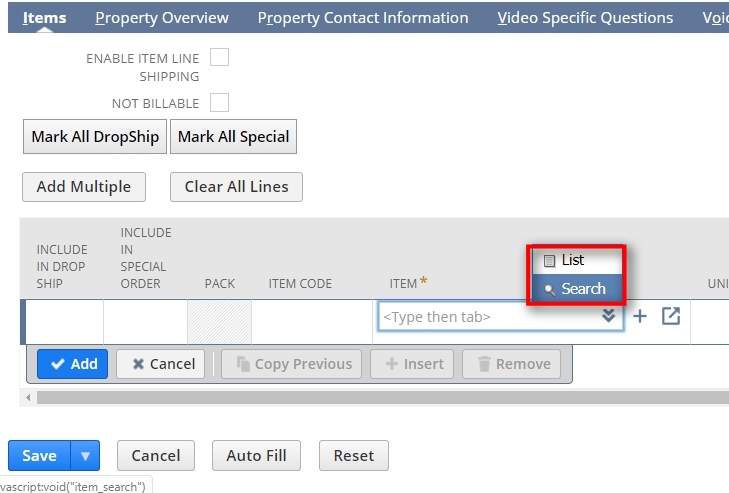 Items Property Overview Property Contact Information Video Specific Questions Voic
ENABLE ITEM LINE
SHIPPING
NOT BILLABLE
Mark All DropShip Mark All Special
Add Multiple Clear All Lines
INCLUDE
IN DROP
SHIP
INCLUDE
IN
SPECIAL
ORDER
PACK
ITEM CODE
ITEM *
List
Search
UNI
<Type then tab>
Add Cancel Copy Previous Insert Remove
Save Cancel Auto Fill Reset
vascript:void("item_search")